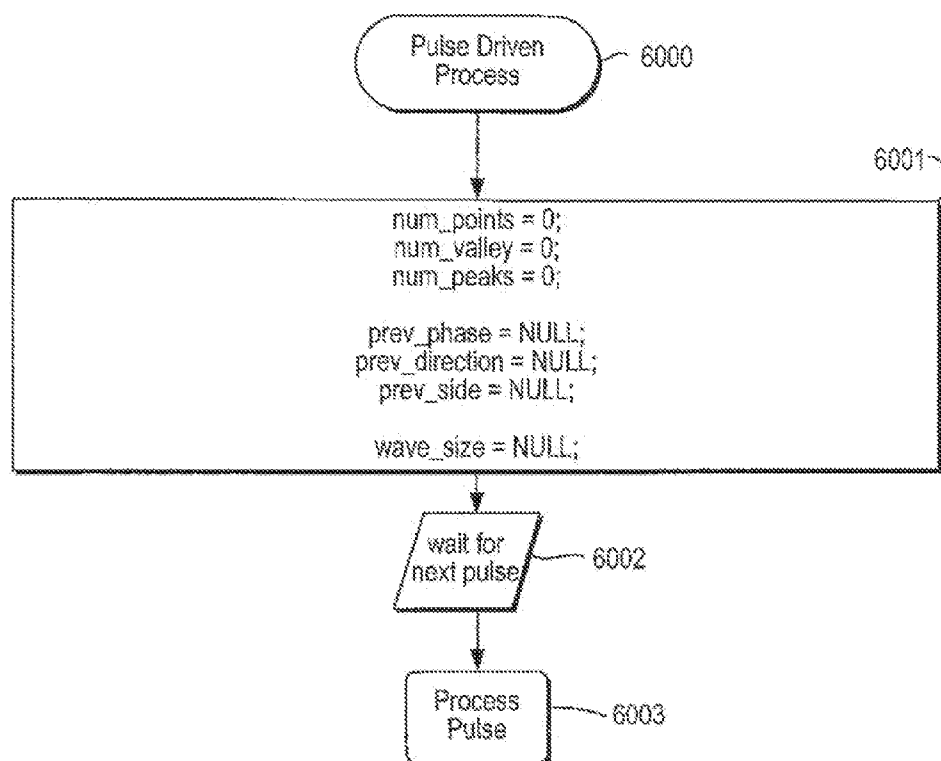 Pulse Driven
Process
6000
6001
num_points = 0;
num_valley = 0;
num_peaks = 0;
prev_phase = NULL;
prev_direction = NULL;
prev_side = NULL;
wave_size = NULL;
wait for
next pulse
6002
Process
Pulse
6003